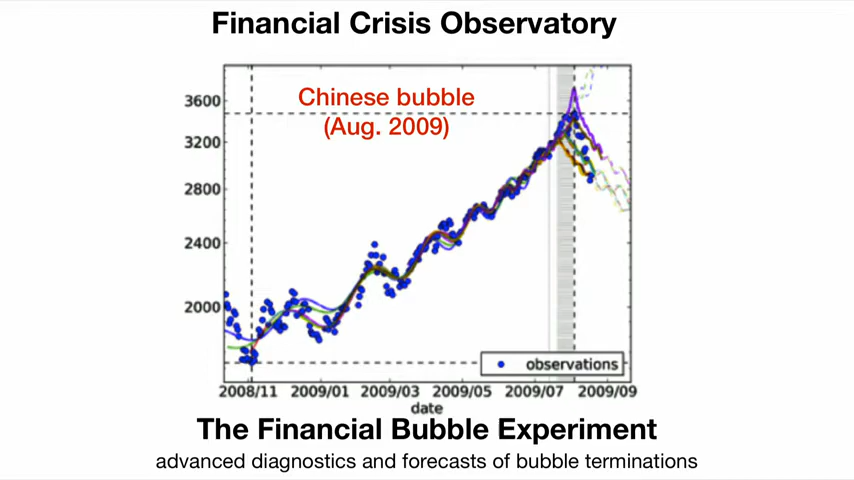 Financial Crisis Observatory
Chinese bubble
(Aug. 2009)
3600
3200
2800
2400
2000
observations
2008/11 2009/01 2009/03 2009/05 2009/07 2009/09
date
The Financial Bubble Experiment
advanced diagnostics and forecasts of bubble terminations